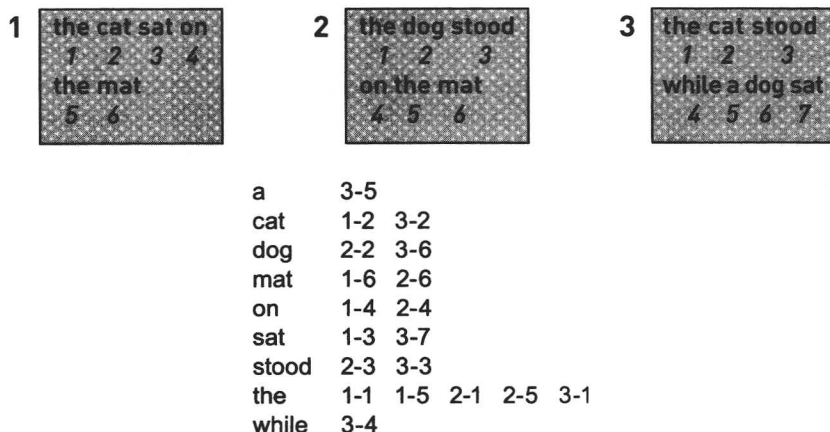 1 the cat sat on
1 2 3 4
the mat
5 6
2 the dog stood
1 2 3
on the mat
4 5 6
3 the cat stood
1 2 3
while a dog sat
4 5 6 7
a 3-5
cat 1-2 3-2
dog 2-2 3-6
mat 1-6 2-6
on 1-4 2-4
sat 1-3 3-7
stood 2-3 3-3
the 1-1 1-5 2-1 2-5 3-1
while 3-4